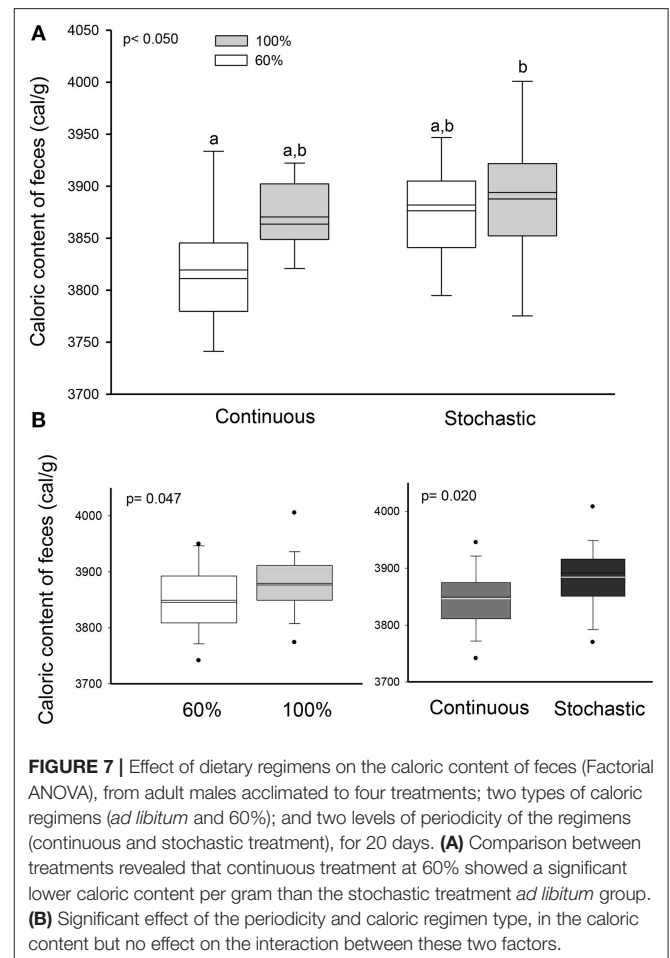 A
p< 0.050
100%
60%
Caloric content of feces (cal/g)
4050
4000
3950
3900
3850
3800
3750
3700
a
a,b
a,b
b
Continuous
Stochastic
B
Caloric content of feces (cal/g)
p= 0.047
4000
3900
3800
3700
60%
100%
p= 0.020
4000
3900
3800
3700
Continuous
Stochastic
FIGURE 7 | Effect of dietary regimens on the caloric content of feces (Factorial
ANOVA), from adult males acclimated to four treatments; two types of caloric
regimens (ad libitum and 60%); and two levels of periodicity of the regimens
(continuous and stochastic treatment), for 20 days. (A) Comparison between
treatments revealed that continuous treatment at 60% showed a significant
lower caloric content per gram than the stochastic treatment ad libitum group.
(B) Significant effect of the periodicity and caloric regimen type, in the caloric
content but no effect on the interaction between these two factors.